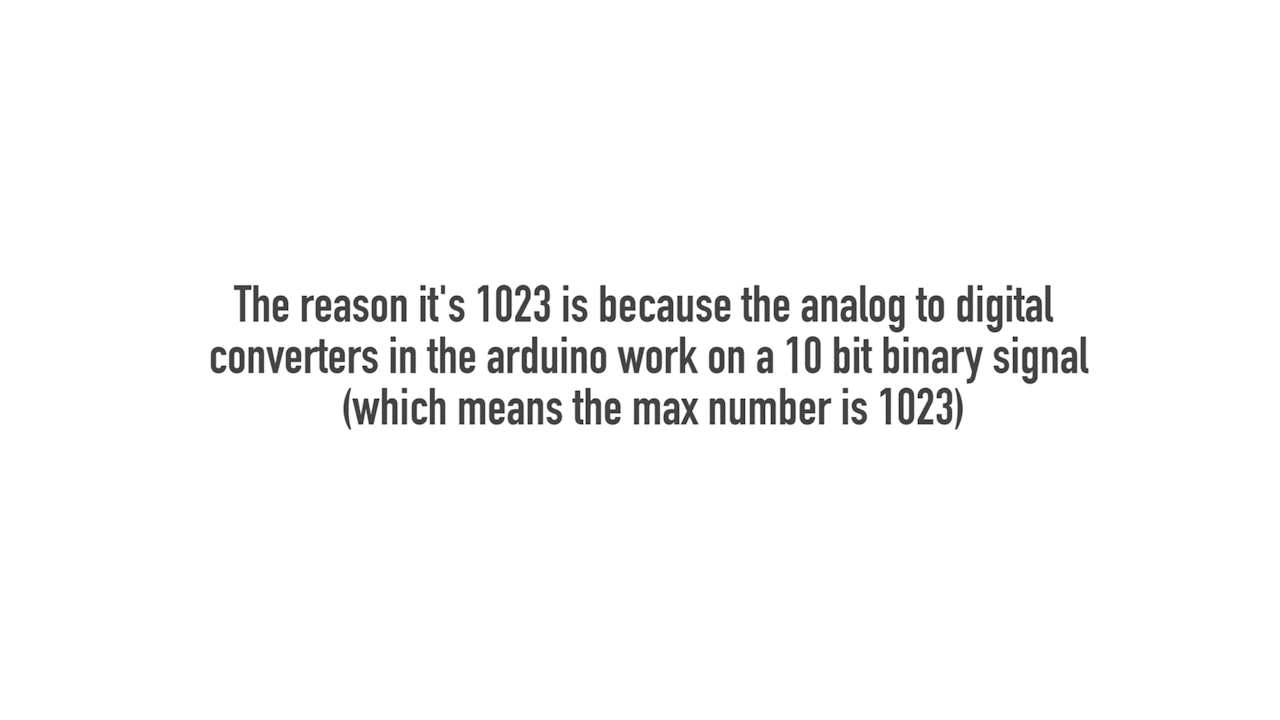 The reason it's 1023 is because the analog to digital
converters in the arduino work on a 10 bit binary signal
(which means the max number is 1023)